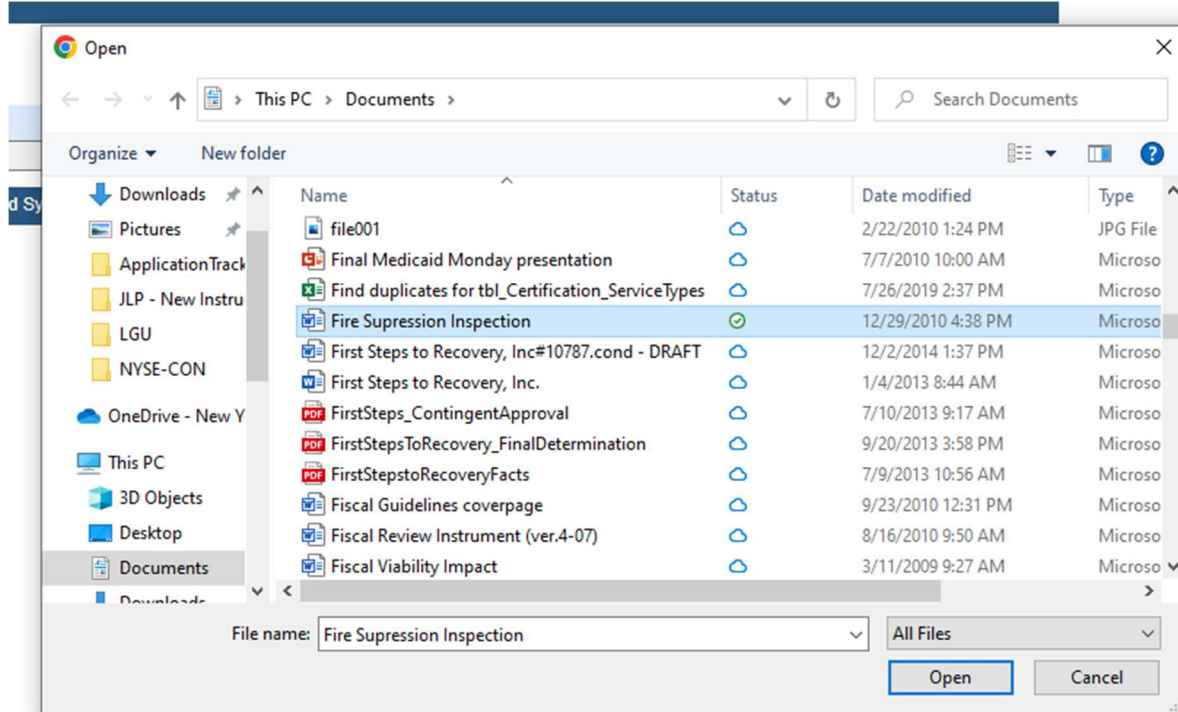 Open
This PC > Documents >
Search Documents
Organize
New folder
d Sy
Downloads
Pictures
ApplicationTrack
JLP - New Instru
LGU
NYSE-CON
OneDrive - New Y
This PC
3D Objects
Desktop
Documents
Downloads
Name Status Date modified Type
file001 2/22/2010 1:24 PM JPG File
Final Medicaid Monday presentation 7/7/2010 10:00 AM Microso
Find duplicates for tbl_Certification_ServiceTypes 7/26/2019 2:37 PM Microso
Fire Supression Inspection 12/29/2010 4:38 PM Microso
First Steps to Recovery, Inc#10787.cond - DRAFT 12/2/2014 1:37 PM Microso
First Steps to Recovery, Inc. 1/4/2013 8:44 AM Microso
FirstSteps_ContingentApproval 7/10/2013 9:17 AM Microso
FirstStepsToRecovery_FinalDetermination 9/20/2013 3:58 PM Microso
FirstStepstoRecoveryFacts 7/9/2013 10:56 AM Microso
Fiscal Guidelines coverpage 9/23/2010 12:31 PM Microso
Fiscal Review Instrument (ver.4-07) 8/16/2010 9:50 AM Microso
Fiscal Viability Impact 3/11/2009 9:27 AM Microso
File name: Fire Supression Inspection
All Files
Open
Cancel